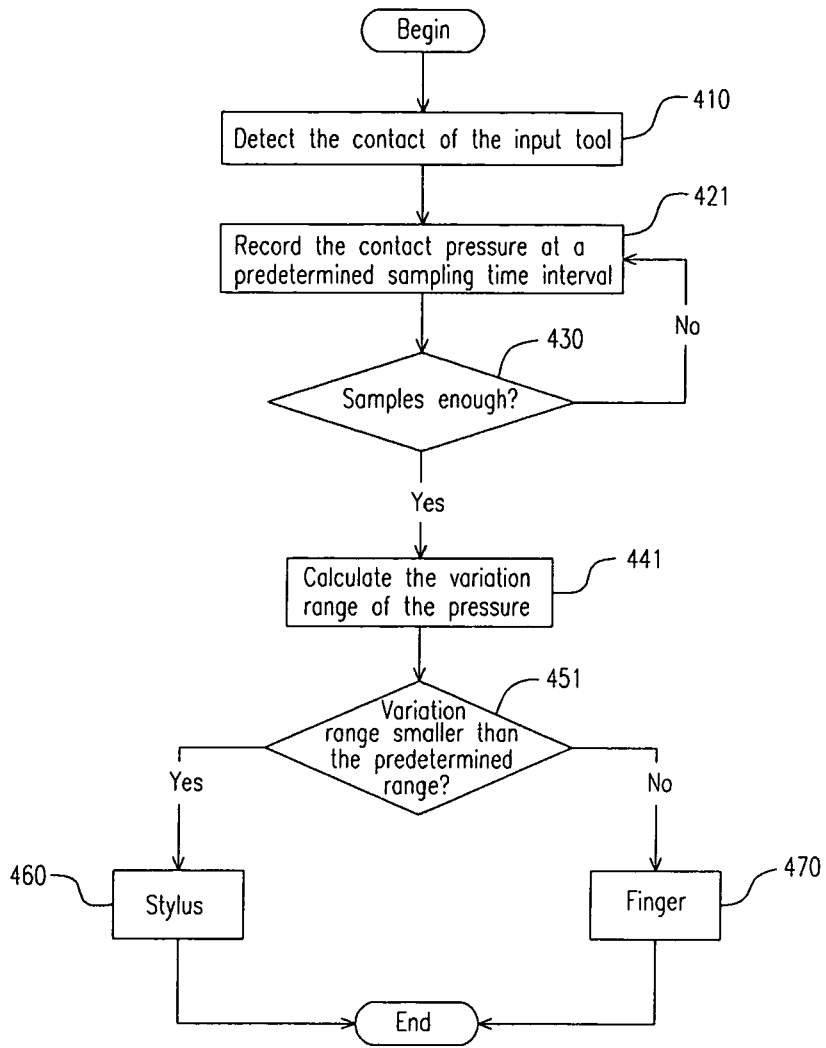 Begin
410
Detect the contact of the input tool
421
Record the contact pressure at a
predetermined sampling time interval
No
430
Samples enough?
Yes
441
Calculate the variation
range of the pressure
451
Variation
range smaller than
the predetermined
range?
Yes
No
460
Stylus
470
Finger
End